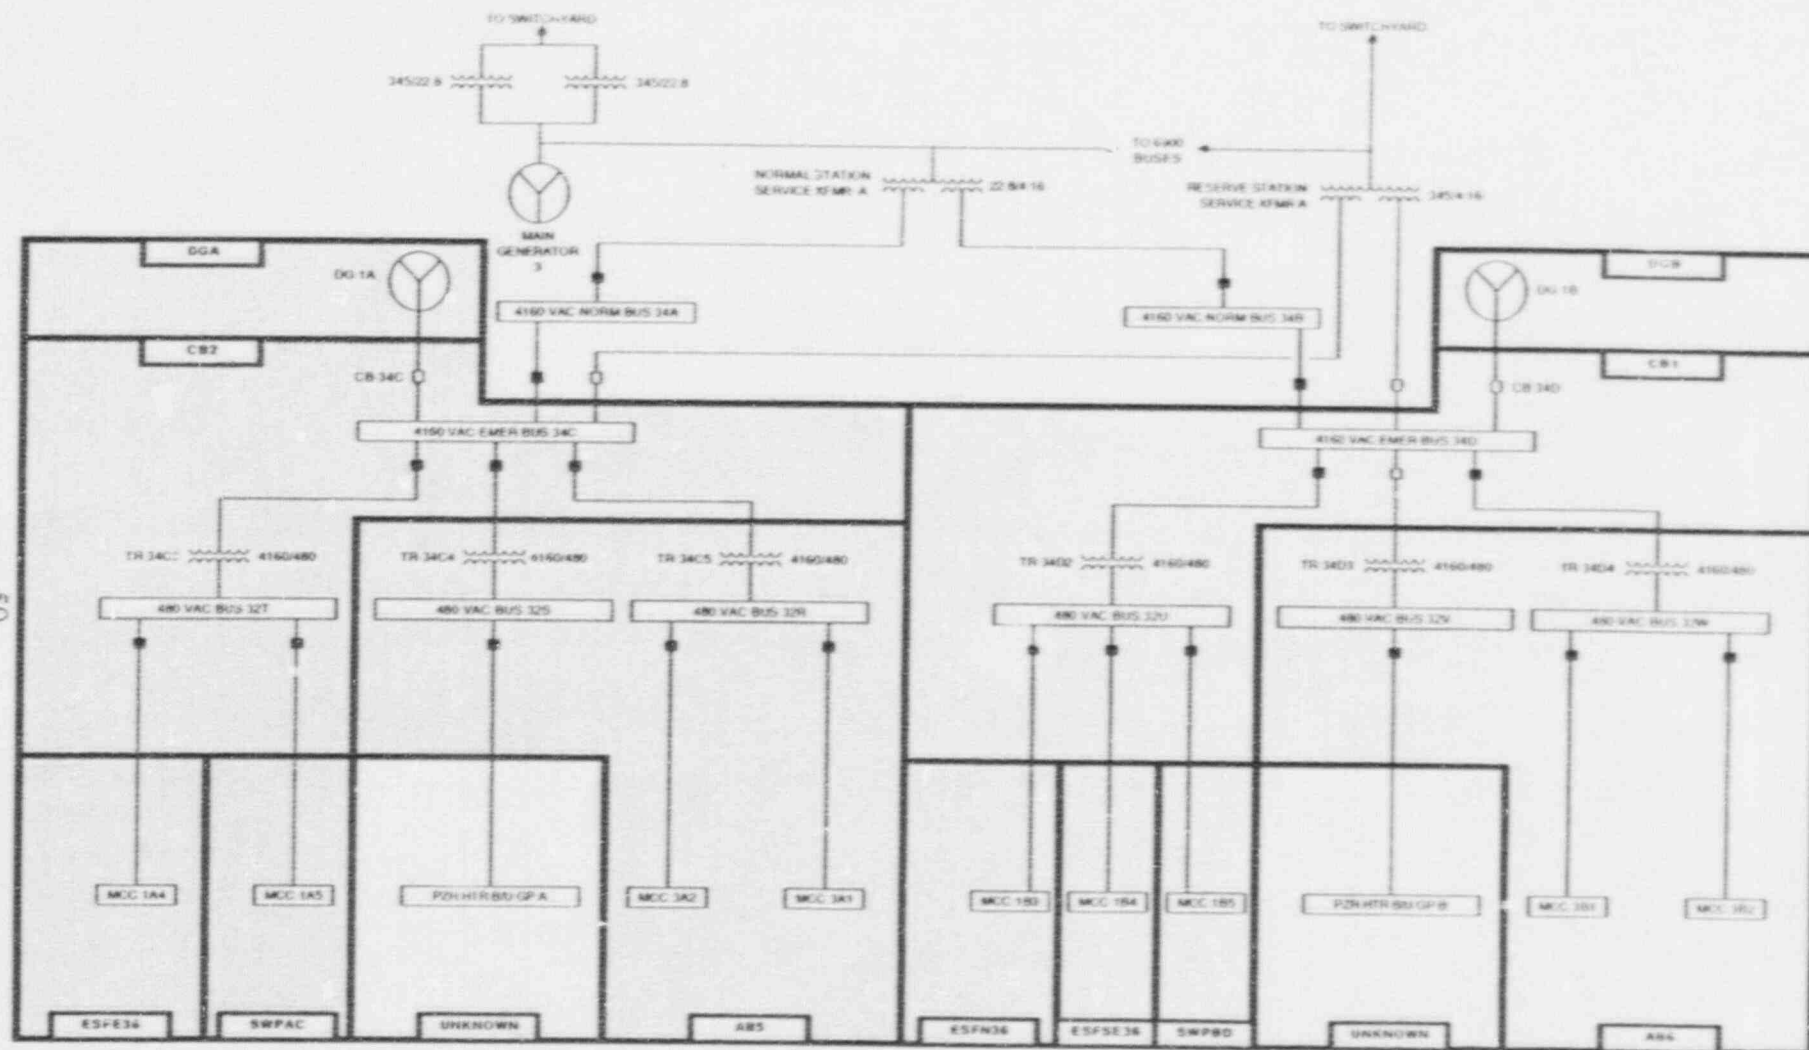 TO SWITCHYARD
TO SWITCHYARD
345/22.8
345/22.8
TO 6900
BUSES
NORMAL STATION
SERVICE XFMR A
22.8/4.16
RESERVE STATION
SERVICE XFMR A
345/4.16
MAIN
GENERATOR
3
DGA
DG 1A
DGB
DG 1B
4160 VAC NORM BUS 34A
4160 VAC NORM BUS 34B
CB2
CB1
CB 34C
CB 34D
4160 VAC EMER BUS 34C
4160 VAC EMER BUS 34D
4160/480
TR 34C4
4160/480
TR 34C5
4160/480
TR 34D2
4160/480
TR 34D3
4160/480
TR 34D4
4160/480
480 VAC BUS 32T
480 VAC BUS 32S
480 VAC BUS 32R
480 VAC BUS 32U
480 VAC BUS 32V
480 VAC BUS 32W
MCC 1A4
MCC 1A5
PZR HTR B/U GP A
MCC 3A2
MCC 3A1
MCC 1B3
MCC 1B4
MCC 1B5
PZR HTR B/U GP B
MCC 3B1
MCC 3B2
ESFE36
SWPAC
UNKNOWN
AB5
ESFN36
ESFSE36
SWPBD
UNKNOWN
AB6